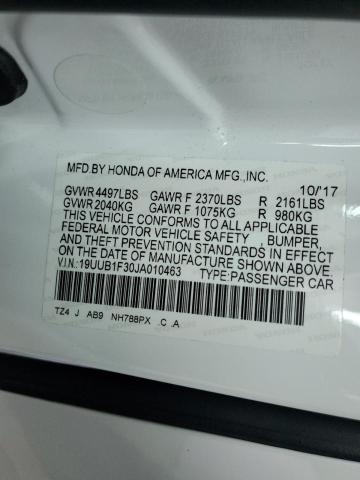 MFD BY HONDA OF AMERICA MFG.,INC. 10/'17
GVWR 4497LBS GAWR F 2370LBS R 2161LBS
GVWR 2040KG GAWR F 1075KG R 980KG
THIS VEHICLE CONFORMS TO ALL APPLICABLE
FEDERAL MOTOR VEHICLE SAFETY BUMPER,
AND THEFT PREVENTION STANDARDS IN EFFECT
ON THE DATE OF MANUFACTURE SHOWN ABOVE.
V.I.N.:19UUB1F30JA010463 TYPE:PASSENGER CAR
TZ4 J AB9 NH788PX .C .A